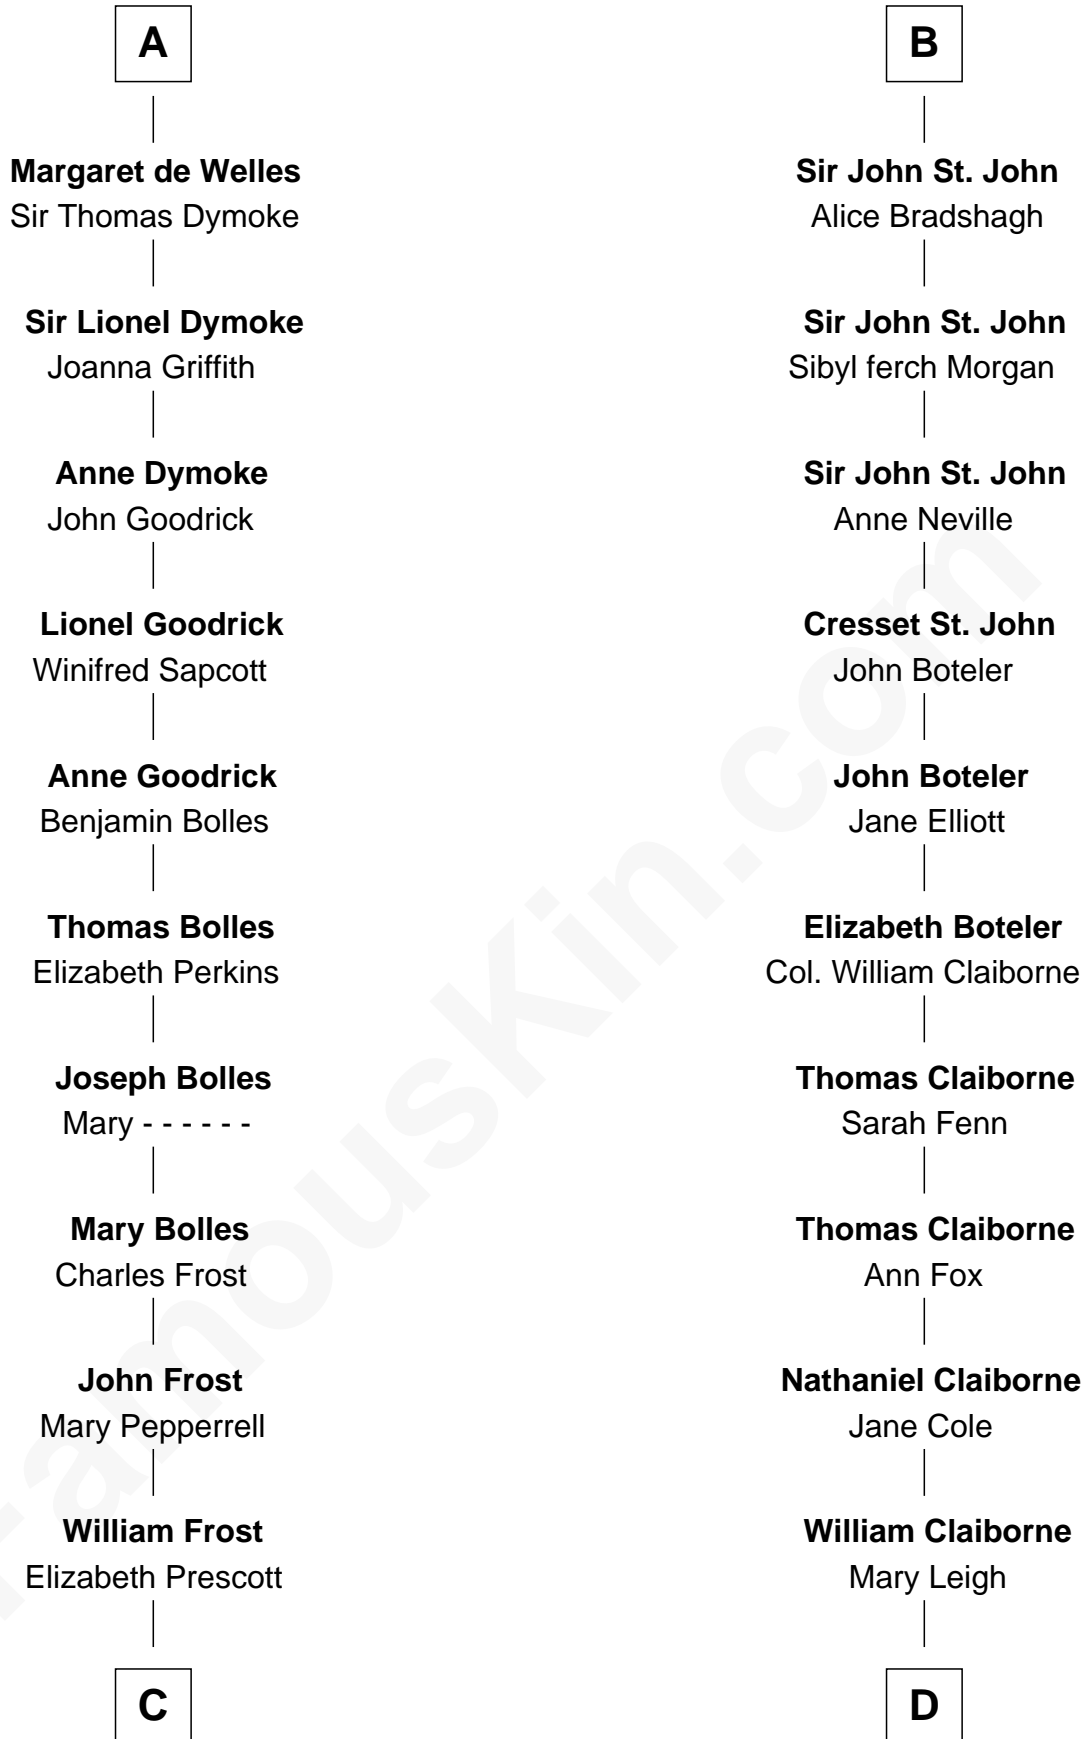 A
Margaret de Welles
Sir Thomas Dymoke
Sir Lionel Dymoke
Joanna Griffith
Anne Dymoke
John Goodrick
Lionel Goodrick
Winifred Sapcott
Anne Goodrick
Benjamin Bolles
Thomas Bolles
Elizabeth Perkins
Joseph Bolles
Mary - - - - - -
Mary Bolles
Charles Frost
John Frost
Mary Pepperrell
William Frost
Elizabeth Prescott
C
B
Sir John St. John
Alice Bradshagh
Sir John St. John
Sibyl ferch Morgan
Sir John St. John
Anne Neville
Cresset St. John
John Boteler
John Boteler
Jane Elliott
Elizabeth Boteler
Col. William Claiborne
Thomas Claiborne
Sarah Fenn
Thomas Claiborne
Ann Fox
Nathaniel Claiborne
Jane Cole
William Claiborne
Mary Leigh
D
FamousKin.com